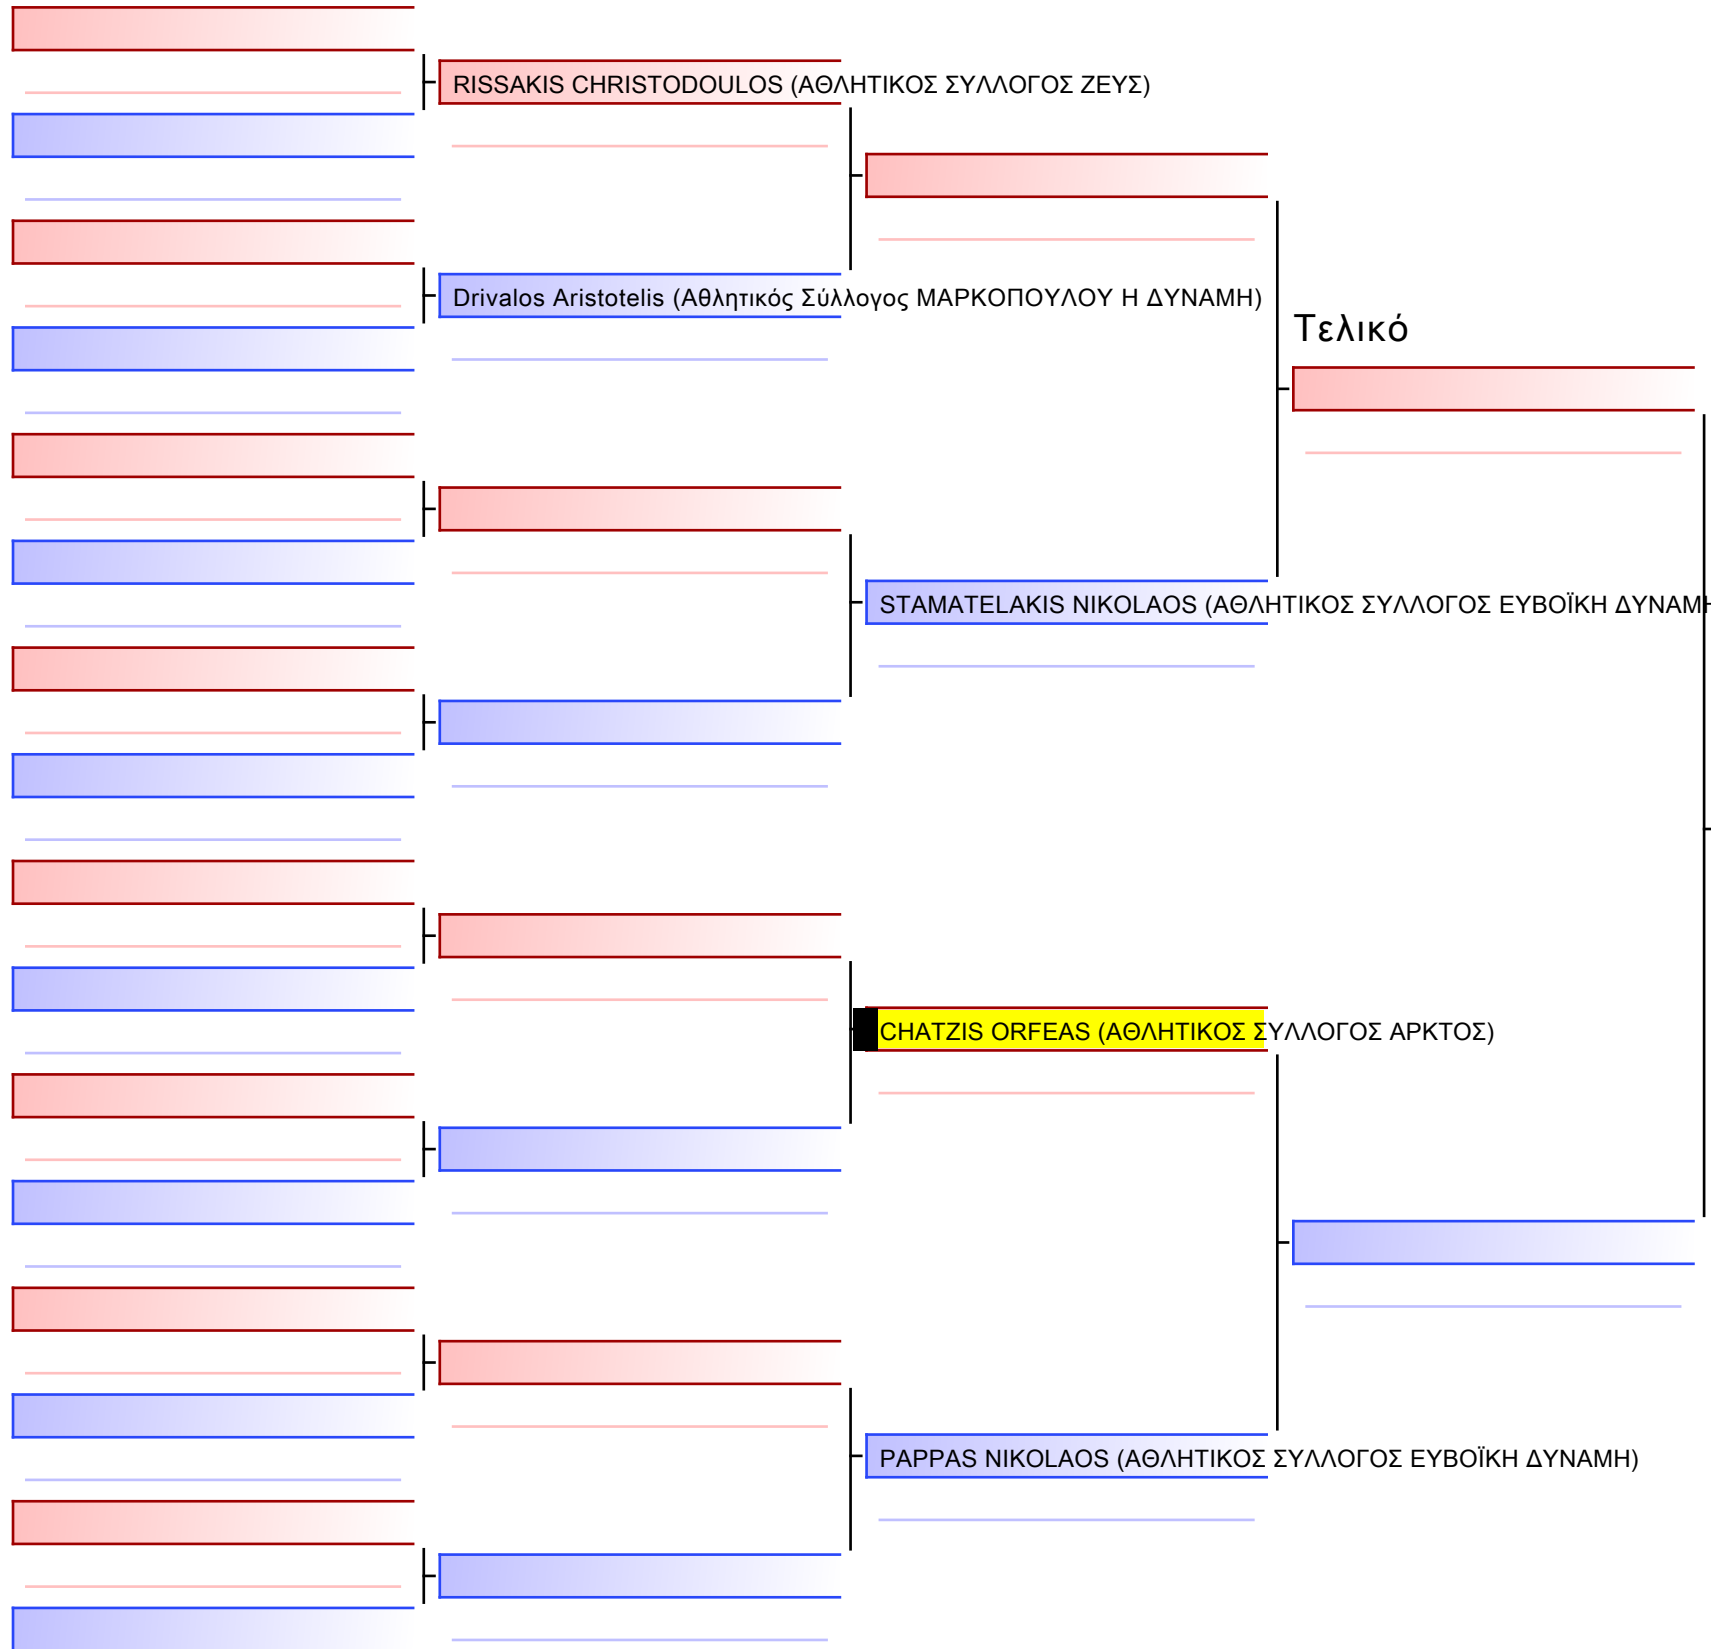 RISSAKIS CHRISTODOULOS (ΑΘΛΗΤΙΚΟΣ ΣΥΛΛΟΓΟΣ ΖΕΥΣ)
Drivalos Aristotelis (Αθλητικός Σύλλογος ΜΑΡΚΟΠΟΥΛΟΥ Η ΔΥΝΑΜΗ)
Τελικό
STAMATELAKIS NIKOLAOS (ΑΘΛΗΤΙΚΟΣ ΣΥΛΛΟΓΟΣ ΕΥΒΟΪΚΗ ΔΥΝΑΜΗ
CHATZIS ORFEAS (ΑΘΛΗΤΙΚΟΣ ΣΥΛΛΟΓΟΣ ΑΡΚΤΟΣ)
PAPPAS NIKOLAOS (ΑΘΛΗΤΙΚΟΣ ΣΥΛΛΟΓΟΣ ΕΥΒΟΪΚΗ ΔΥΝΑΜΗ)